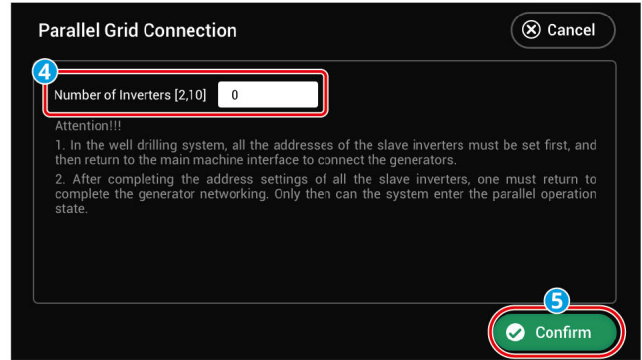 Parallel Grid Connection
Cancel
4
Number of Inverters [2,10] 0
Attention!!!
1. In the well drilling system, all the addresses of the slave inverters must be set first, and
then return to the main machine interface to connect the generators.
2. After completing the address settings of all the slave inverters, one must return to
complete the generator networking. Only then can the system enter the parallel operation
state.
5
Confirm